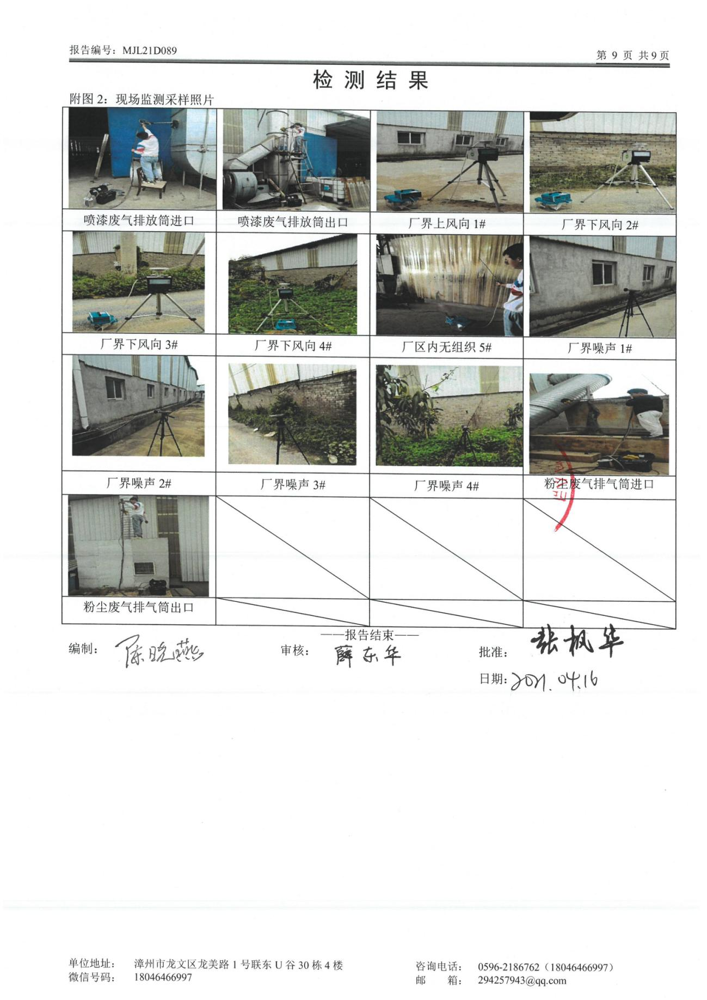 报告编号：MJL21D089
第 9 页 共9页
检 测 结 果
附图 2：现场监测采样照片
喷漆废气排放筒进口 喷漆废气排放筒出口 厂界上风向 1# 厂界下风向 2#
厂界下风向 3# 厂界下风向 4# 厂区内无组织 5# 厂界噪声 1#
厂界噪声 2# 厂界噪声 3# 厂界噪声 4# 粉尘废气排气筒进口
粉尘废气排气筒出口
——报告结束——
编制：陈晓燕 审核：薛东华 批准：张枫华
日期：2021.04.16
单位地址： 漳州市龙文区龙美路 1 号联东 U 谷 30 栋 4 楼
微信号码： 18046466997
咨询电话： 0596-2186762（18046466997）
邮 箱： 294257943@qq.com